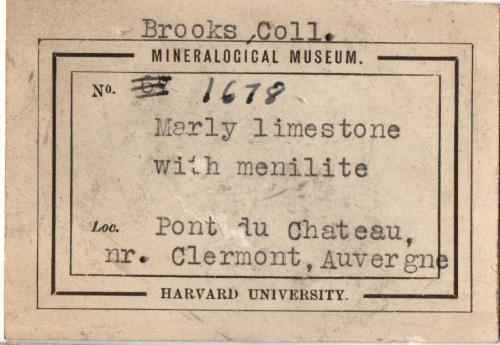 Brooks Coll.
MINERALOGICAL MUSEUM.
No. 64 1678
Marly limestone
with menilite
Loc. Pont du Chateau,
nr. Clermont, Auvergne
HARVARD UNIVERSITY.